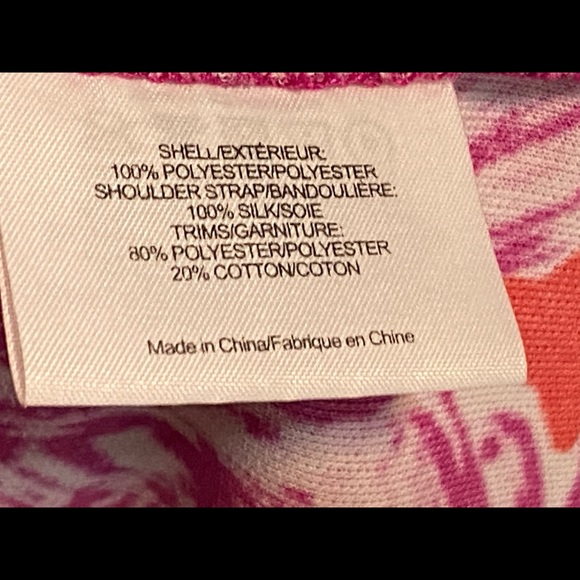 SHELL/EXTÉRIEUR:
100% POLYESTER/POLYESTER
SHOULDER STRAP/BANDOULIÈRE:
100% SILK/SOIE
TRIMS/GARNITURE:
80% POLYESTER/POLYESTER
20% COTTON/COTON
Made in China/Fabrique en Chine